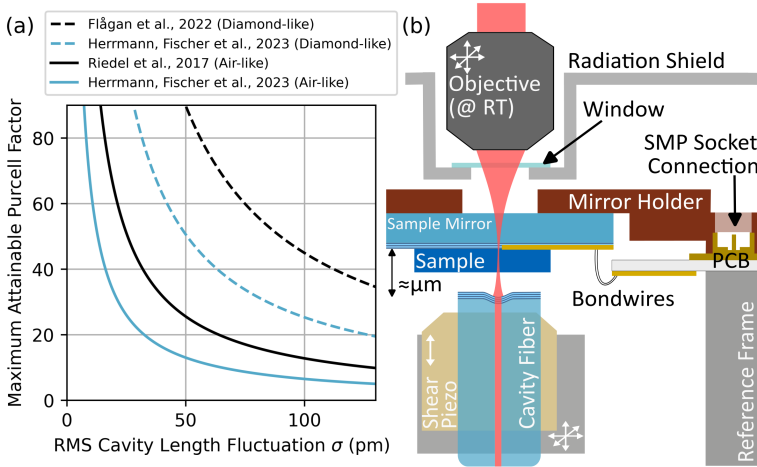 (a)
Flågan et al., 2022 (Diamond-like)
Herrmann, Fischer et al., 2023 (Diamond-like)
Riedel et al., 2017 (Air-like)
Herrmann, Fischer et al., 2023 (Air-like)
Maximum Attainable Purcell Factor
80
60
40
20
0
0
50
100
RMS Cavity Length Fluctuation σ (pm)
(b)
Objective
(@ RT)
Radiation Shield
Window
SMP Socket
Connection
Mirror Holder
Sample Mirror
Sample
PCB
≈μm
Bondwires
Shear
Piezo
Cavity Fiber
Reference Frame